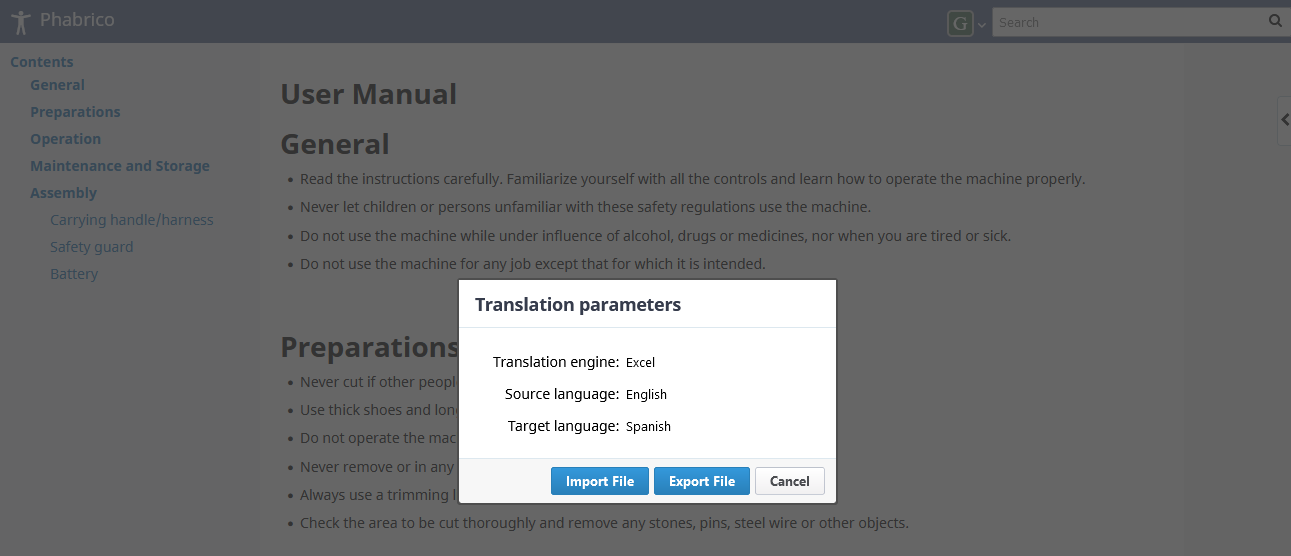 Phabrico
G
Search
Contents
General
Preparations
Operation
Maintenance and Storage
Assembly
Carrying handle/harness
Safety guard
Battery
User Manual
General
• Read the instructions carefully. Familiarize yourself with all the controls and learn how to operate the machine properly.
• Never let children or persons unfamiliar with these safety regulations use the machine.
• Do not use the machine while under influence of alcohol, drugs or medicines, nor when you are tired or sick.
• Do not use the machine for any job except that for which it is intended.
Preparations
• Never cut if other peopl
• Use thick shoes and lon
• Do not operate the mac
• Never remove or in any
• Always use a trimming l
• Check the area to be cut thoroughly and remove any stones, pins, steel wire or other objects.
Translation parameters
Translation engine: Excel
Source language: English
Target language: Spanish
Import File
Export File
Cancel